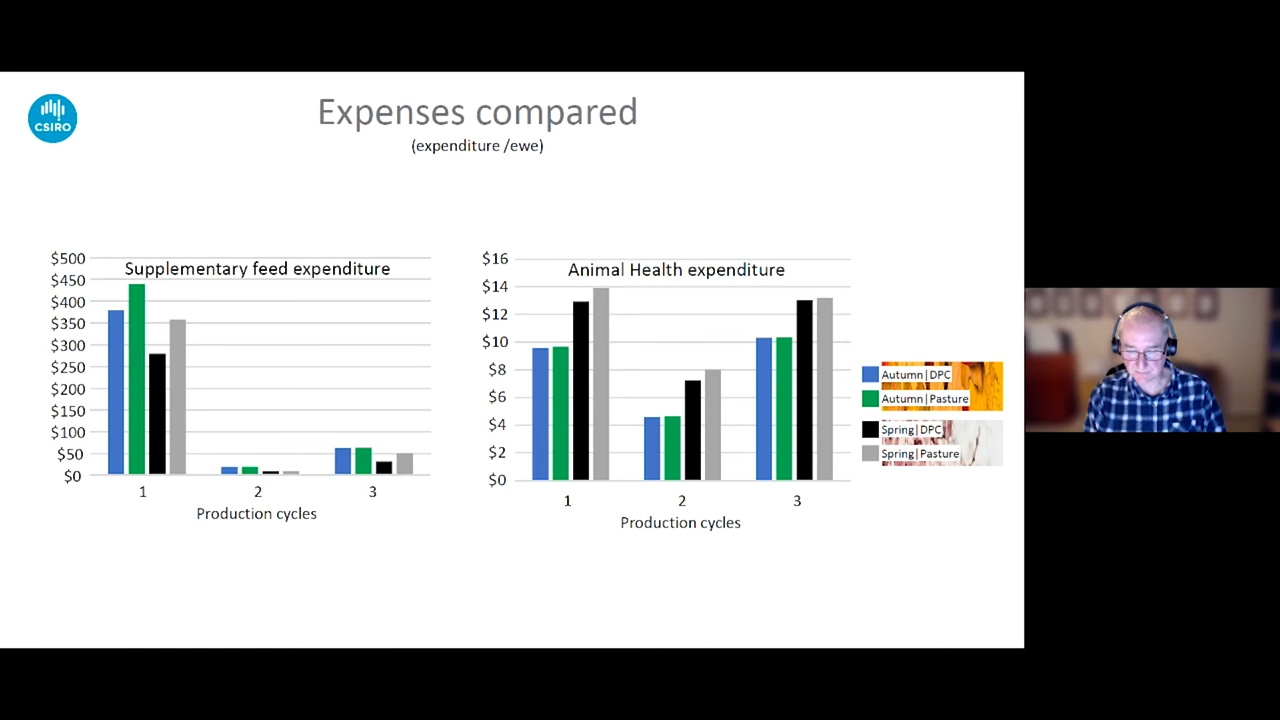 CSIRO
Expenses compared
(expenditure /ewe)
Supplementary feed expenditure
$500
$450
$400
$350
$300
$250
$200
$150
$100
$50
$0
1 2 3
Production cycles
Animal Health expenditure
$16
$14
$12
$10
$8
$6
$4
$2
$0
1 2 3
Production cycles
Autumn|DPC
Autumn|Pasture
Spring|DPC
Spring|Pasture